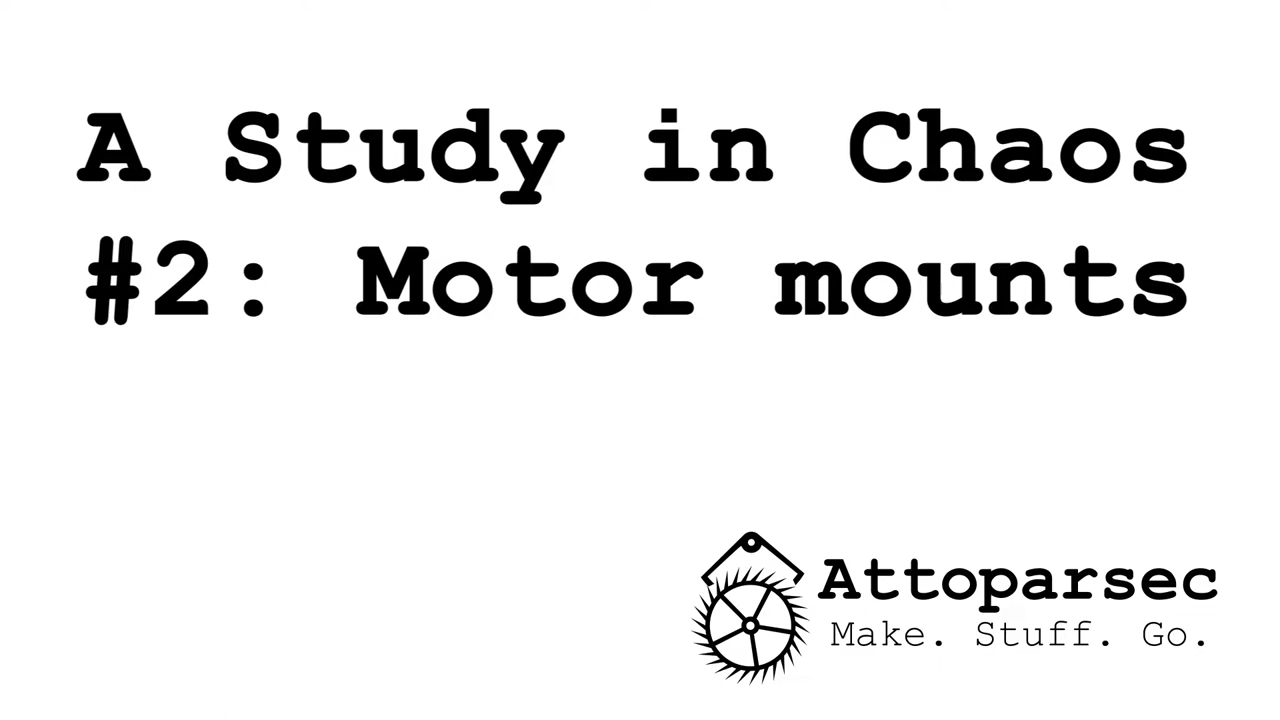 A Study in Chaos
#2: Motor mounts
Attoparsec
Make. Stuff. Go.